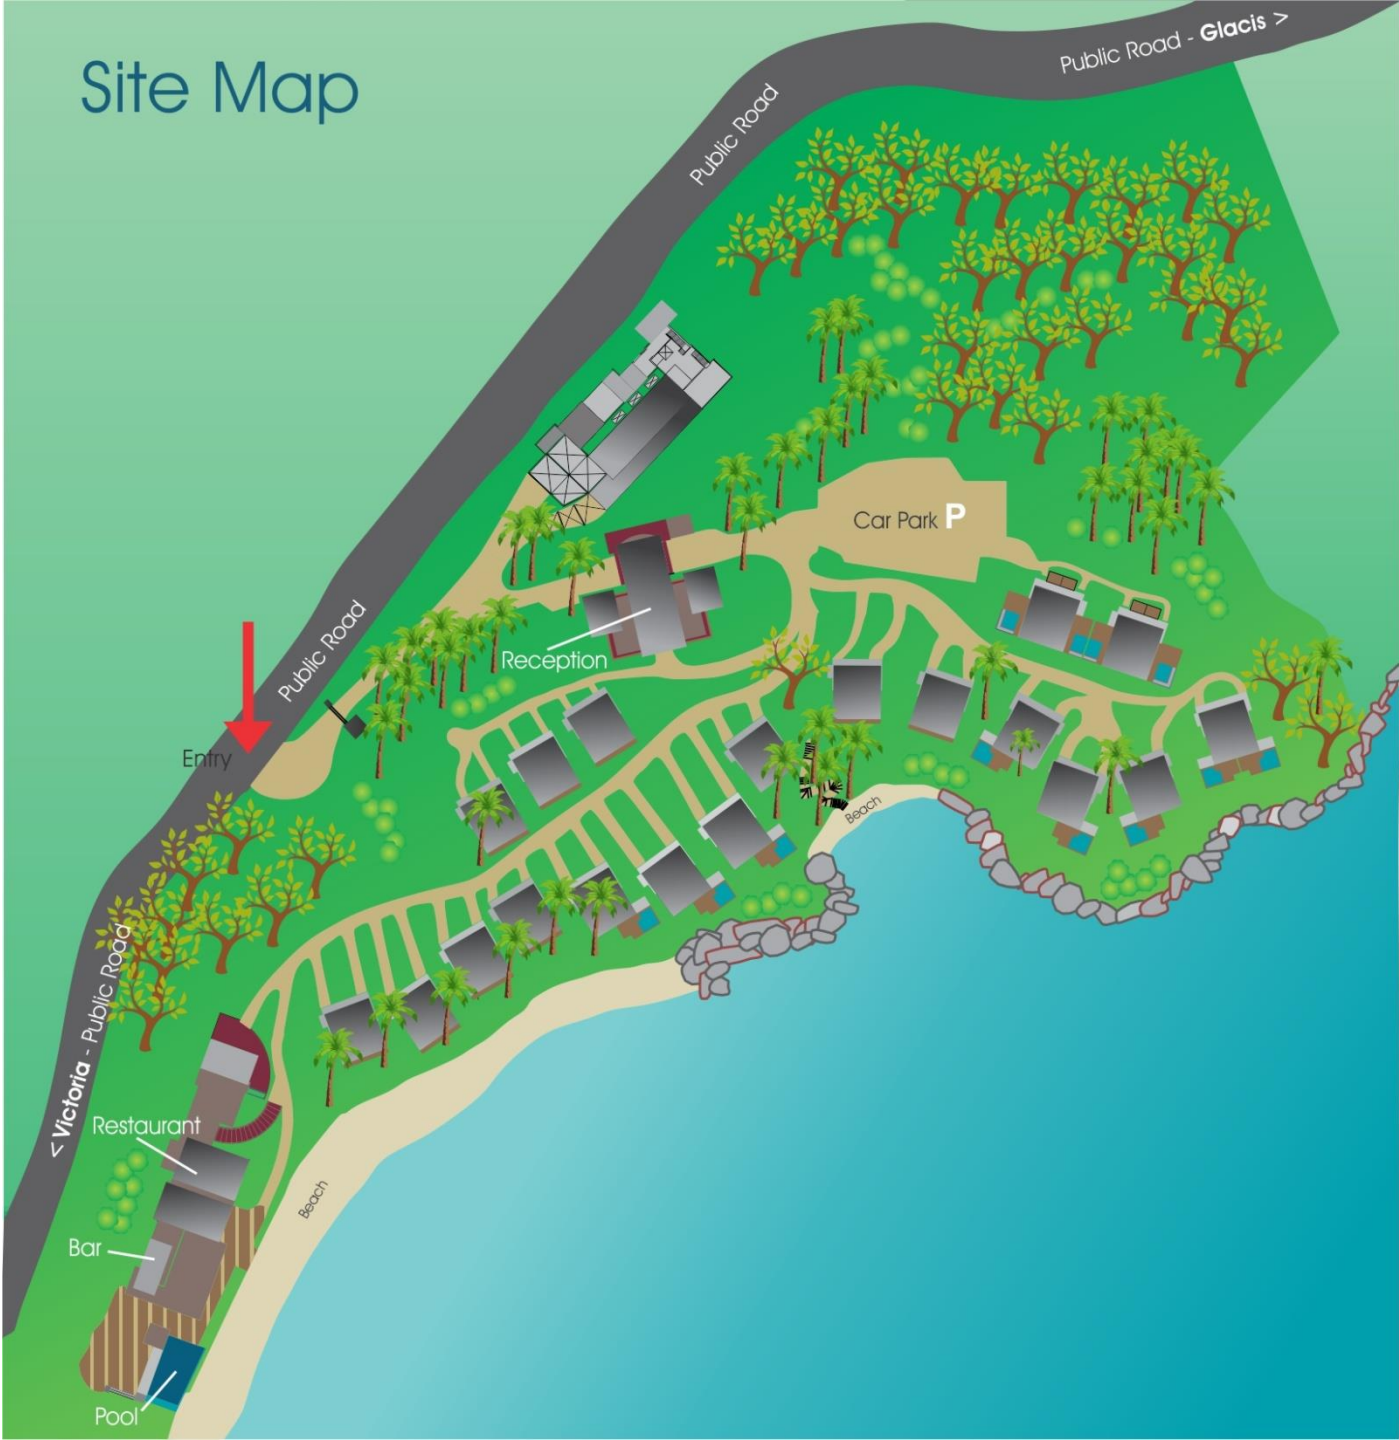 Site Map
Public Road - Glacis >
Public Road
Car Park P
Public Road
Reception
Entry
Beach
< Victoria - Public Road
Restaurant
Beach
Bar
Pool